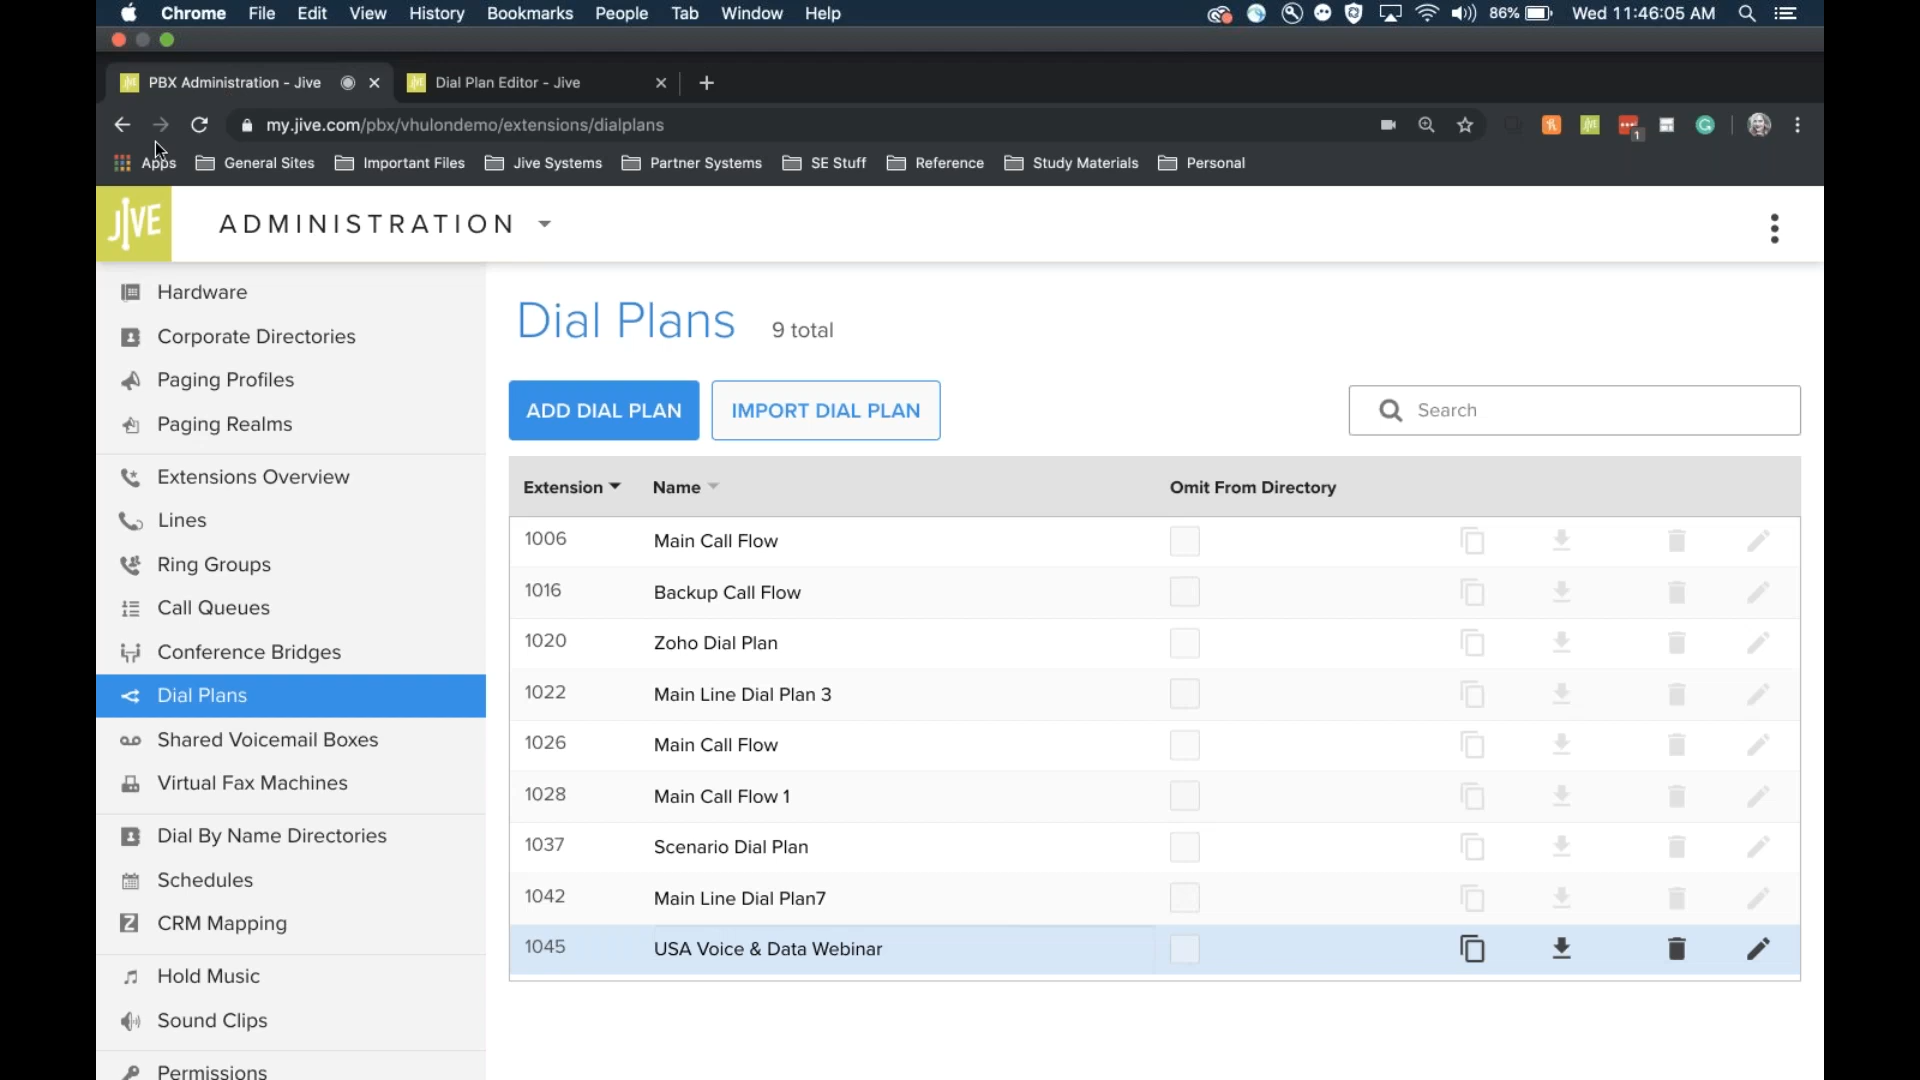 Chrome File Edit View History Bookmarks People Tab Window Help 86% Wed 11:46:05 AM
PBX Administration - Jive Dial Plan Editor - Jive
my.jive.com/pbx/vhulondemo/extensions/dialplans 1
Apps General Sites Important Files Jive Systems Partner Systems SE Stuff Reference Study Materials Personal
JIVE ADMINISTRATION
Hardware
Corporate Directories
Paging Profiles
Paging Realms
Extensions Overview
Lines
Ring Groups
Call Queues
Conference Bridges
Dial Plans
Shared Voicemail Boxes
Virtual Fax Machines
Dial By Name Directories
Schedules
CRM Mapping
Hold Music
Sound Clips
Permissions
Dial Plans 9 total
ADD DIAL PLAN IMPORT DIAL PLAN Search
Extension Name Omit From Directory
1006 Main Call Flow
1016 Backup Call Flow
1020 Zoho Dial Plan
1022 Main Line Dial Plan 3
1026 Main Call Flow
1028 Main Call Flow 1
1037 Scenario Dial Plan
1042 Main Line Dial Plan7
1045 USA Voice & Data Webinar